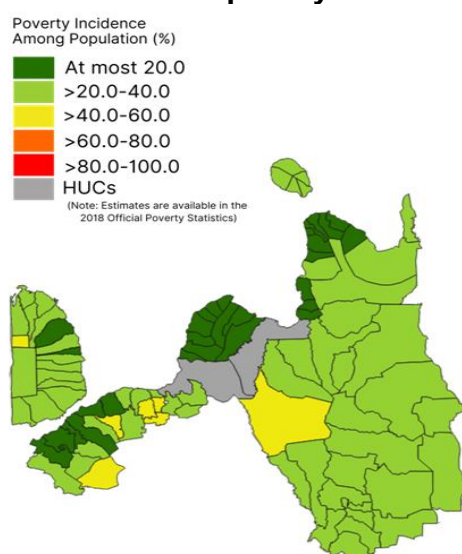 Poverty Incidence
Among Population (%)
At most 20.0
>20.0-40.0
>40.0-60.0
>60.0-80.0
>80.0-100.0
HUCs
(Note: Estimates are available in the
2018 Official Poverty Statistics)